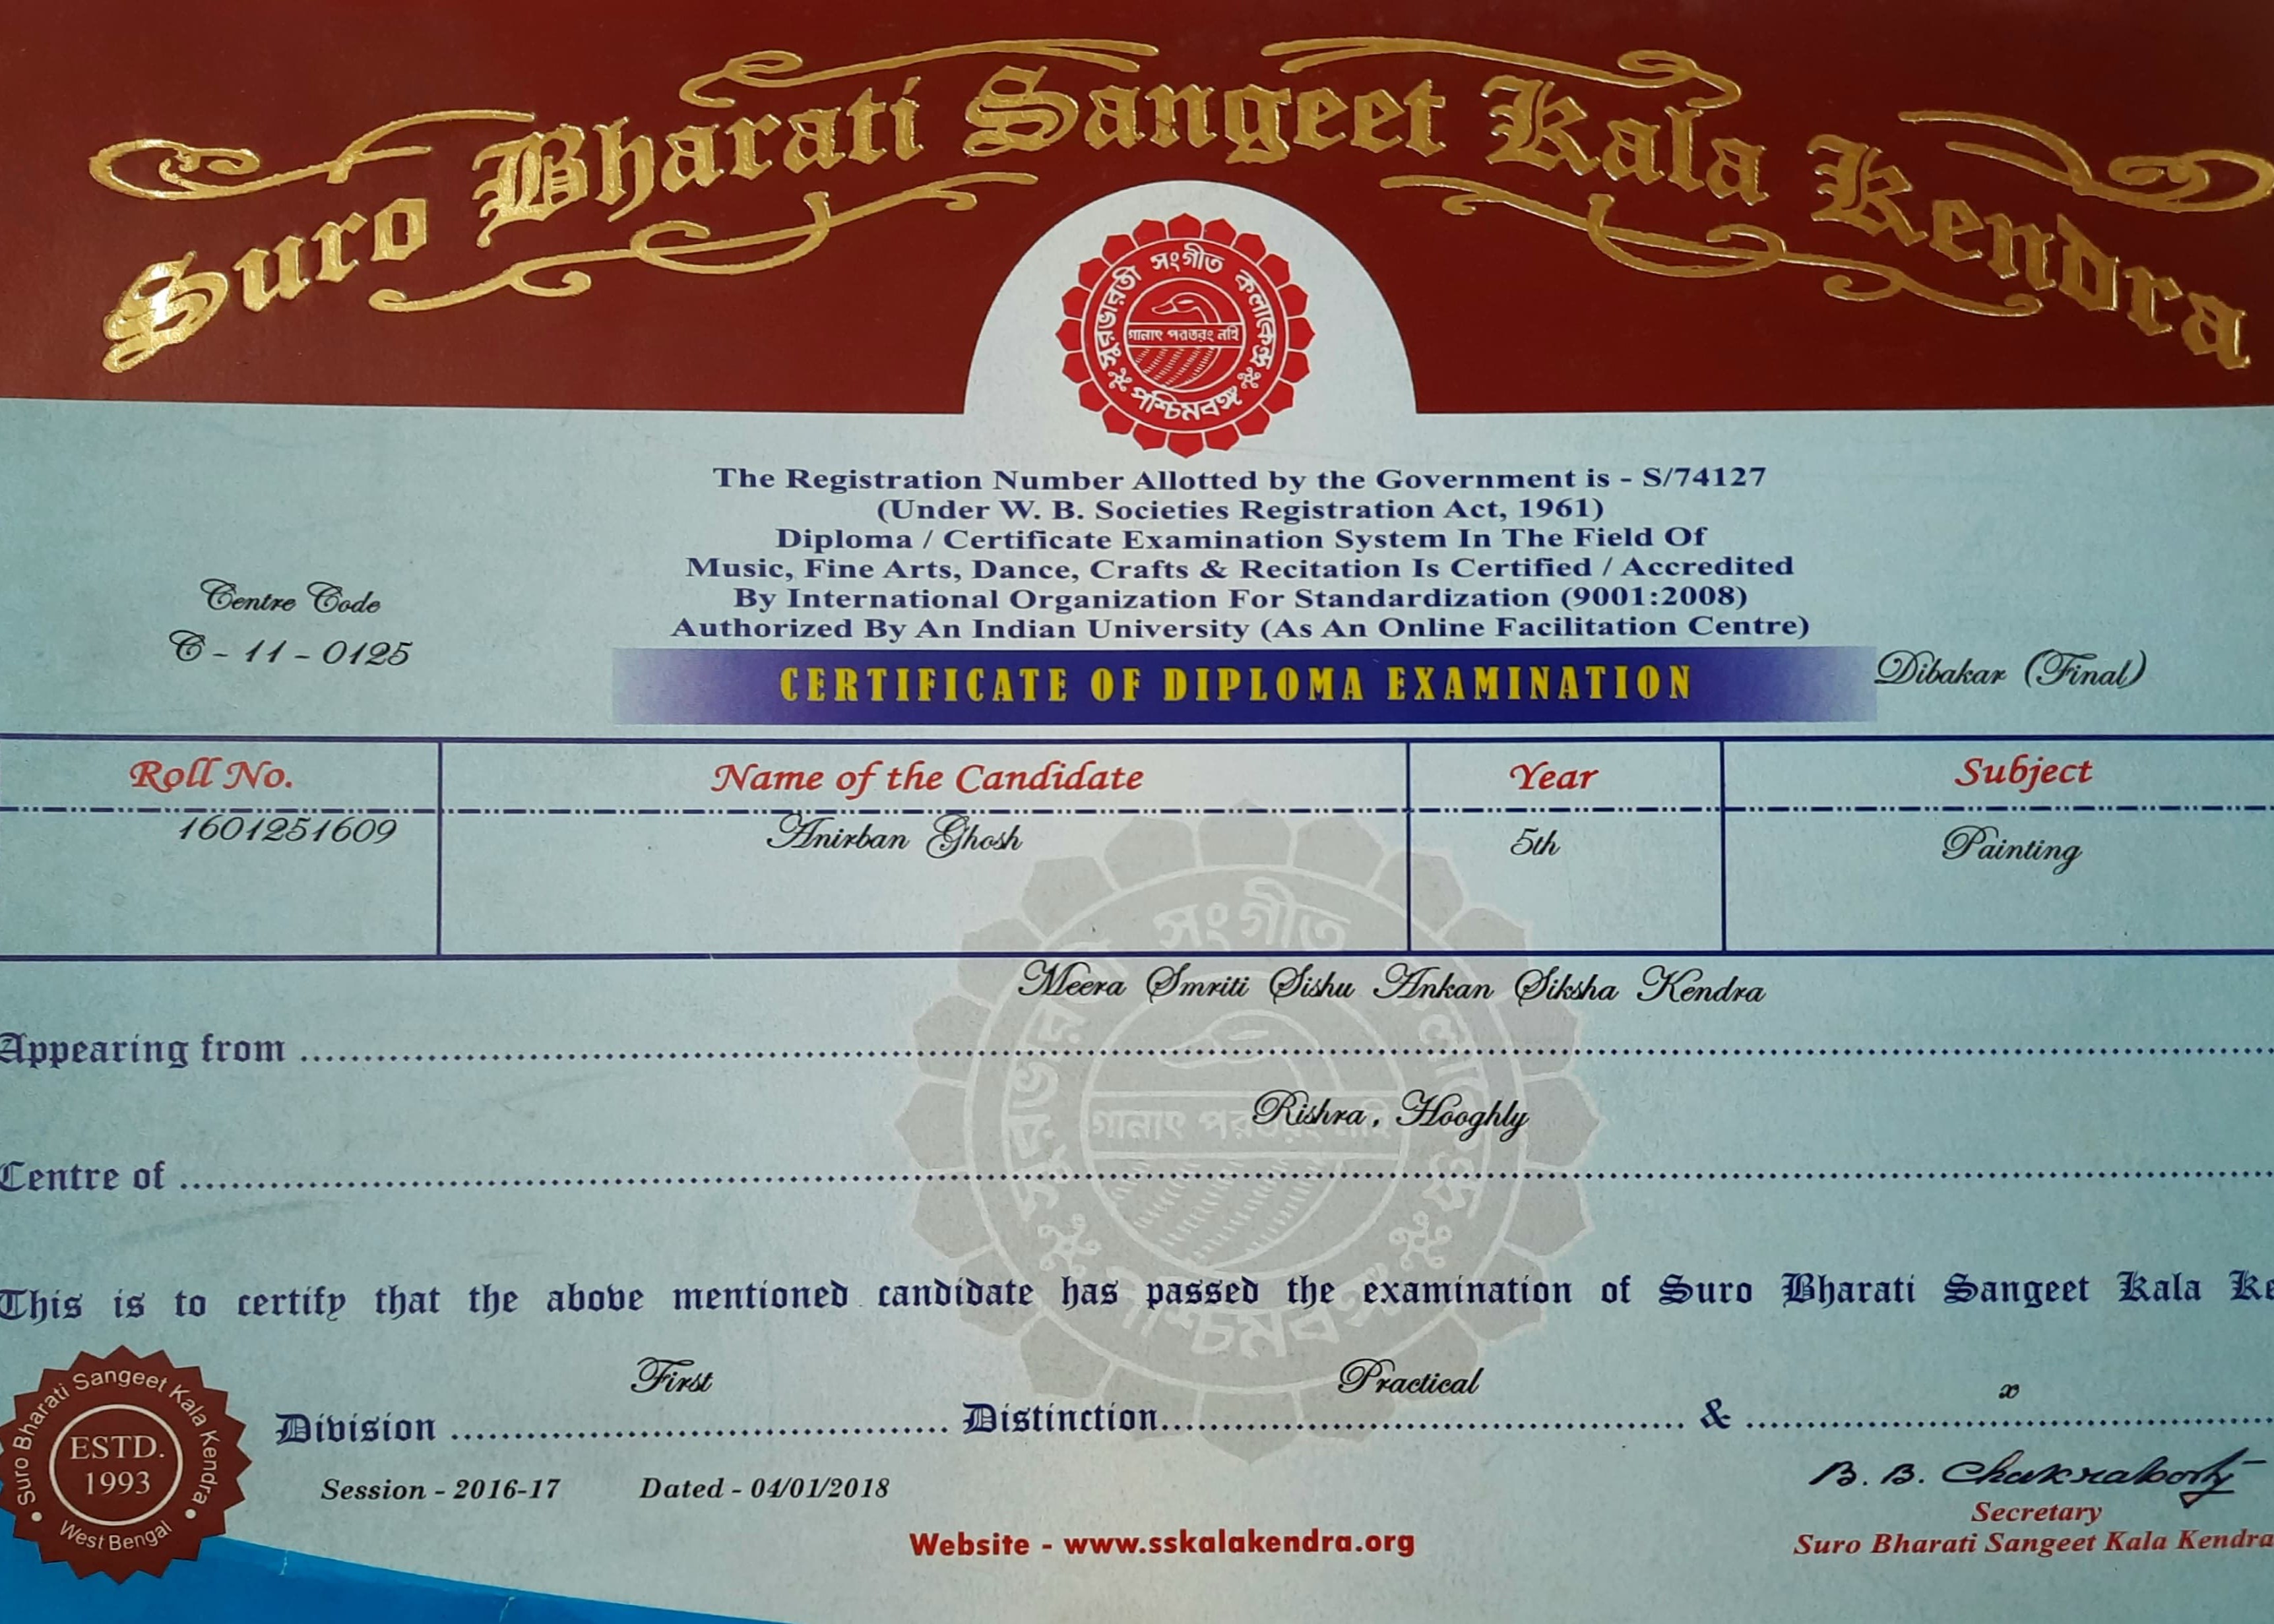 Suro Bharati Sangeet Kala Kendra
সুরভারতী সংগীত কলাকেন্দ্র
গানাৎ পরতরং নহি
পশ্চিমবঙ্গ
The Registration Number Allotted by the Government is - S/74127
(Under W. B. Societies Registration Act, 1961)
Diploma / Certificate Examination System In The Field Of
Music, Fine Arts, Dance, Crafts & Recitation Is Certified / Accredited
By International Organization For Standardization (9001:2008)
Authorized By An Indian University (As An Online Facilitation Centre)
Centre Code
C - 11 - 0125
CERTIFICATE OF DIPLOMA EXAMINATION
Dibakar (Final)
Roll No. Name of the Candidate Year Subject
1601251609 Anirban Ghosh 5th Painting
সুরভারতী সংগীত কলাকেন্দ্র
গানাৎ পরতরং নহি
পশ্চিমবঙ্গ
Meera Smriti Sishu Ankan Siksha Kendra
Appearing from
Rishra, Hooghly
Centre of
This is to certify that the above mentioned candidate has passed the examination of Suro Bharati Sangeet Kala Ke
First Practical x
Division Distinction &
Session - 2016-17 Dated - 04/01/2018
B. B. Chakraborty
Secretary
Suro Bharati Sangeet Kala Kendra
Website - www.sskalakendra.org
Suro Bharati Sangeet Kala Kendra
ESTD.
1993
West Bengal